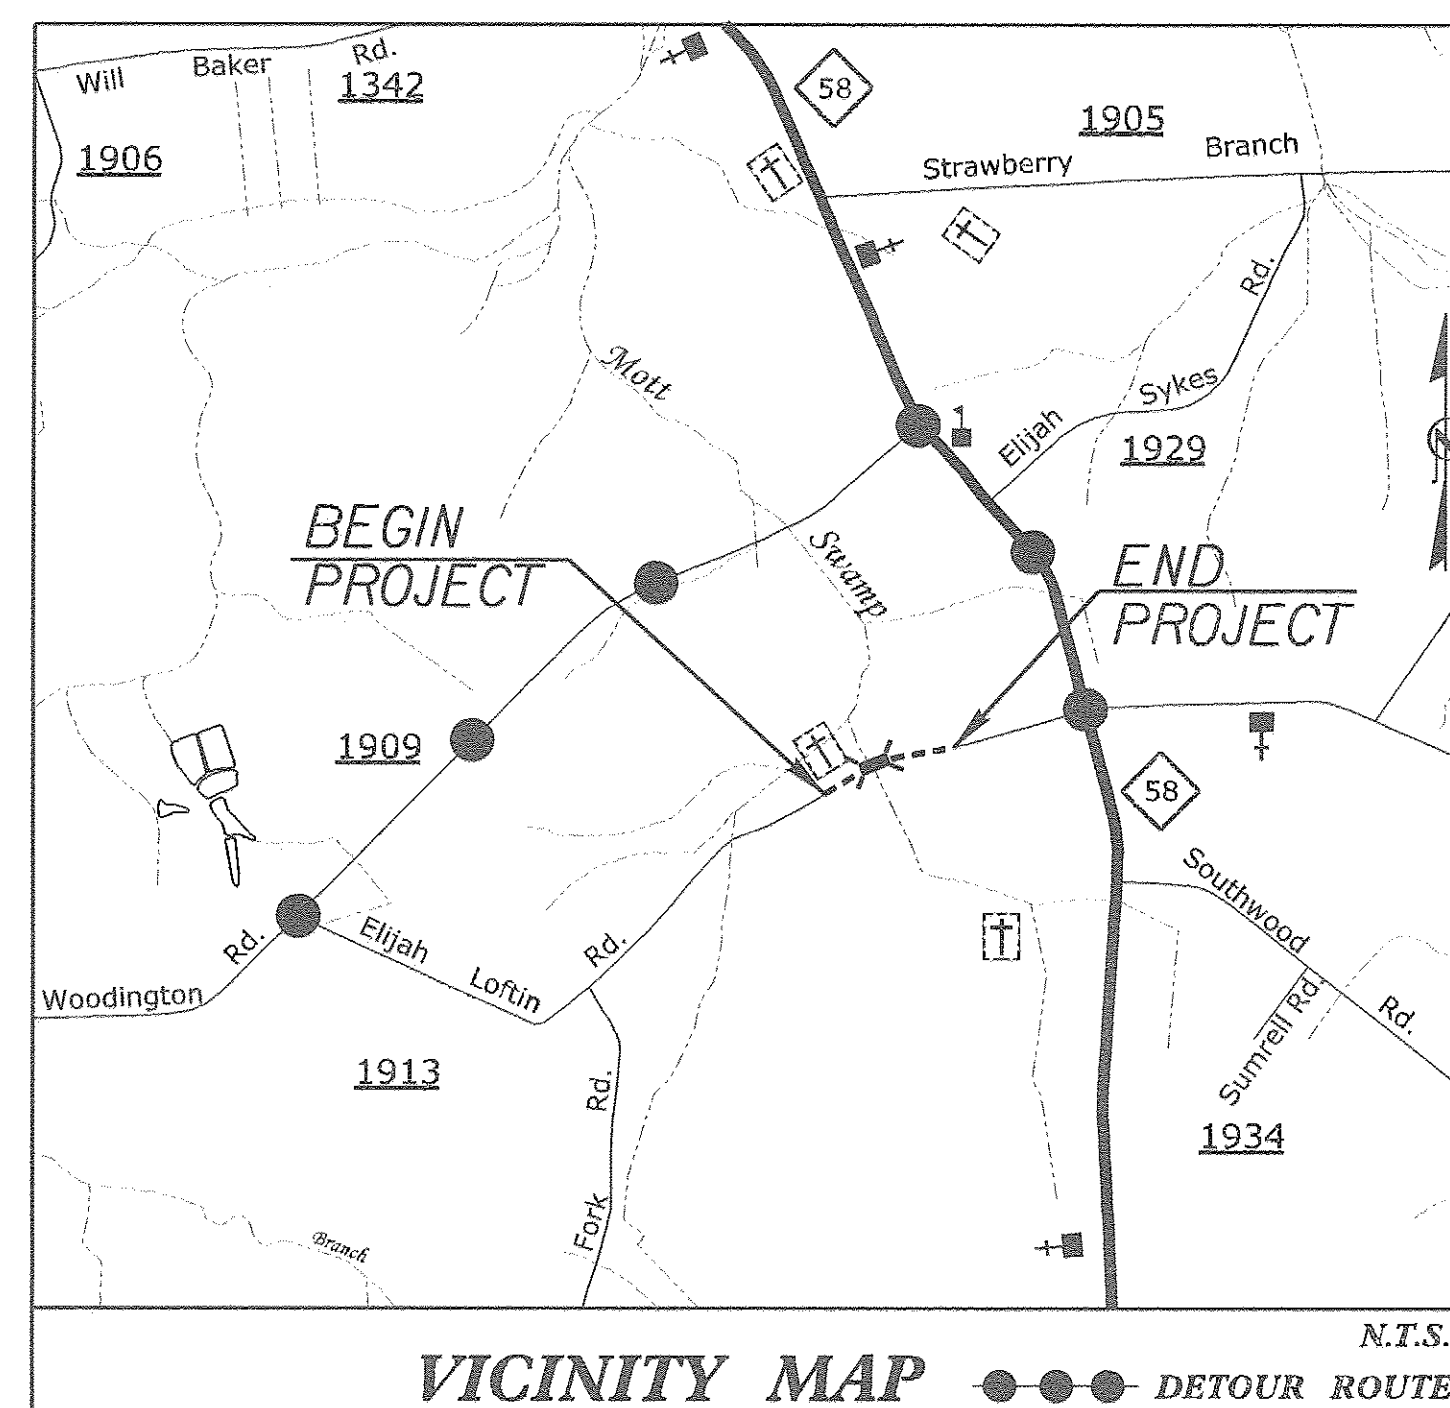 Will Baker Rd.
1342
1906
58
1905
Strawberry Branch
Rd.
Sykes
Elijah
1929
1
Mott
Swamp
BEGIN
PROJECT
END
PROJECT
N
1909
58
Southwood
Rd.
Sumrell Rd.
1934
Woodington Rd.
Elijah Loftin Rd.
1913
Rd.
Fork
Branch
N.T.S.
VICINITY MAP
DETOUR ROUTE